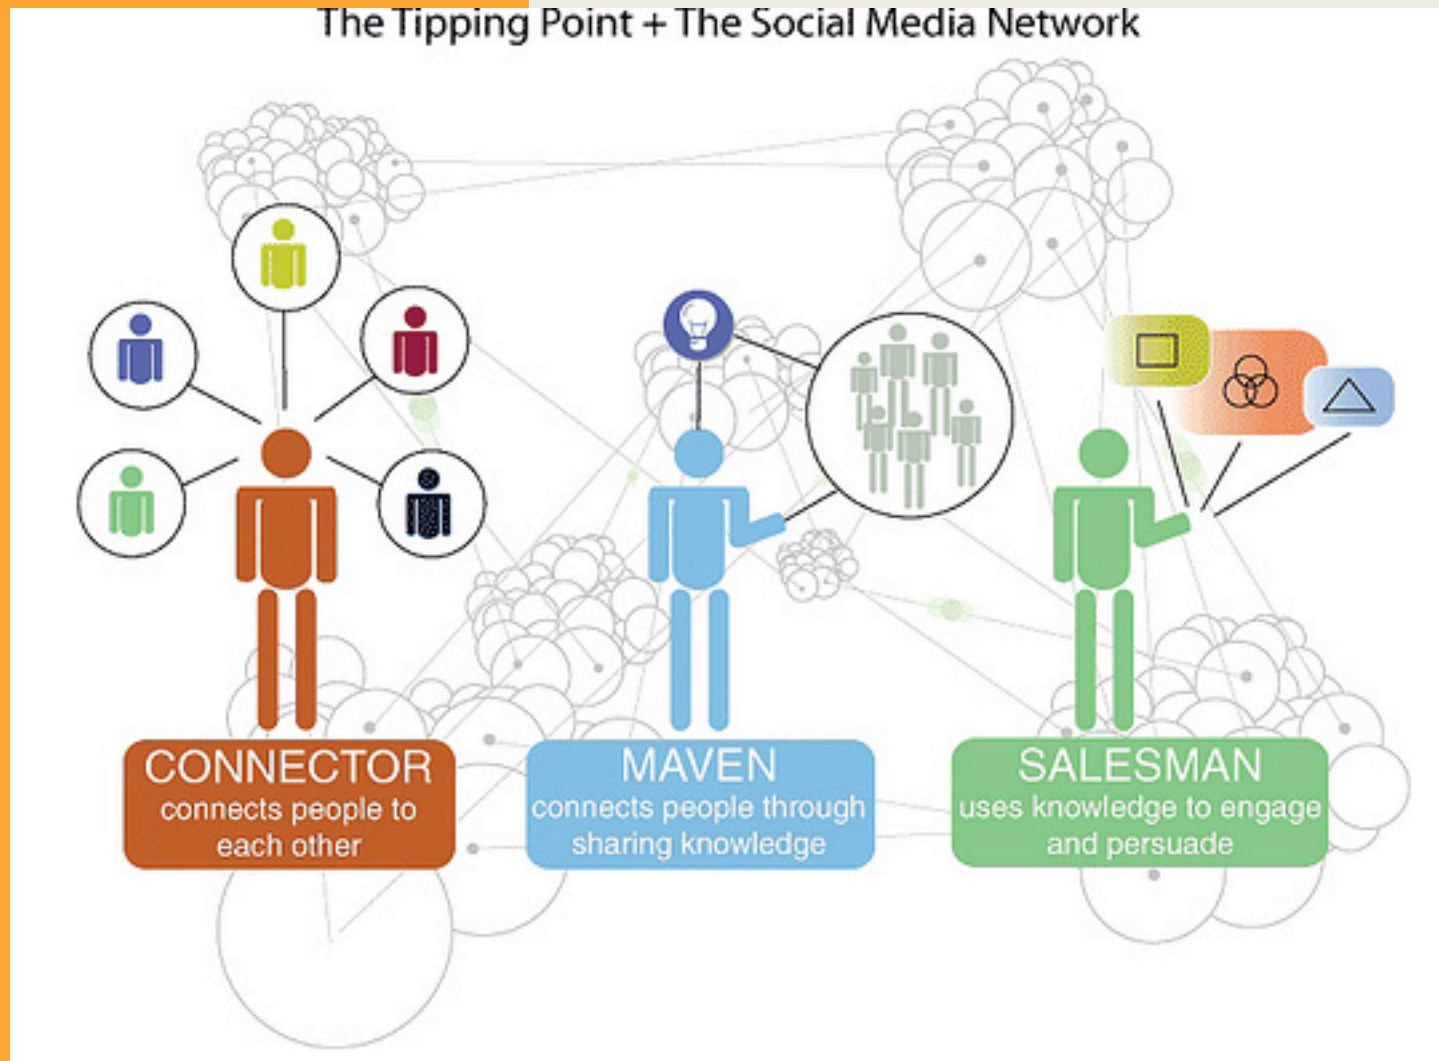 The Tipping Point + The Social Media Network
CONNECTOR
connects people to
each other
MAVEN
connects people through
sharing knowledge
SALESMAN
uses knowledge to engage
and persuade